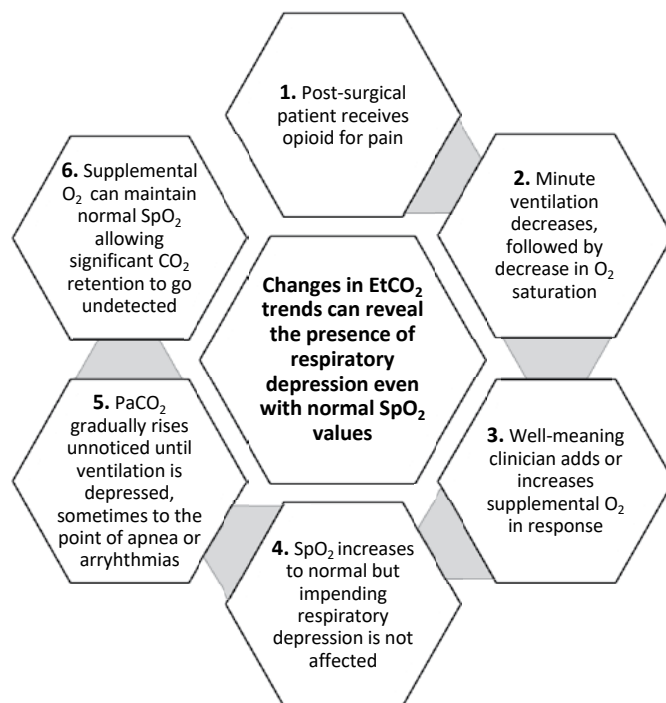 1. Post-surgical
patient receives
opioid for pain
2. Minute
ventilation
decreases,
followed by
decrease in O₂
saturation
3. Well-meaning
clinician adds or
increases
supplemental O₂
in response
4. SpO₂ increases
to normal but
impending
respiratory
depression is not
affected
5. PaCO₂
gradually rises
unnoticed until
ventilation is
depressed,
sometimes to the
point of apnea or
arryhthmias
6. Supplemental
O₂ can maintain
normal SpO₂
allowing
significant CO₂
retention to go
undetected
Changes in EtCO₂
trends can reveal
the presence of
respiratory
depression even
with normal SpO₂
values